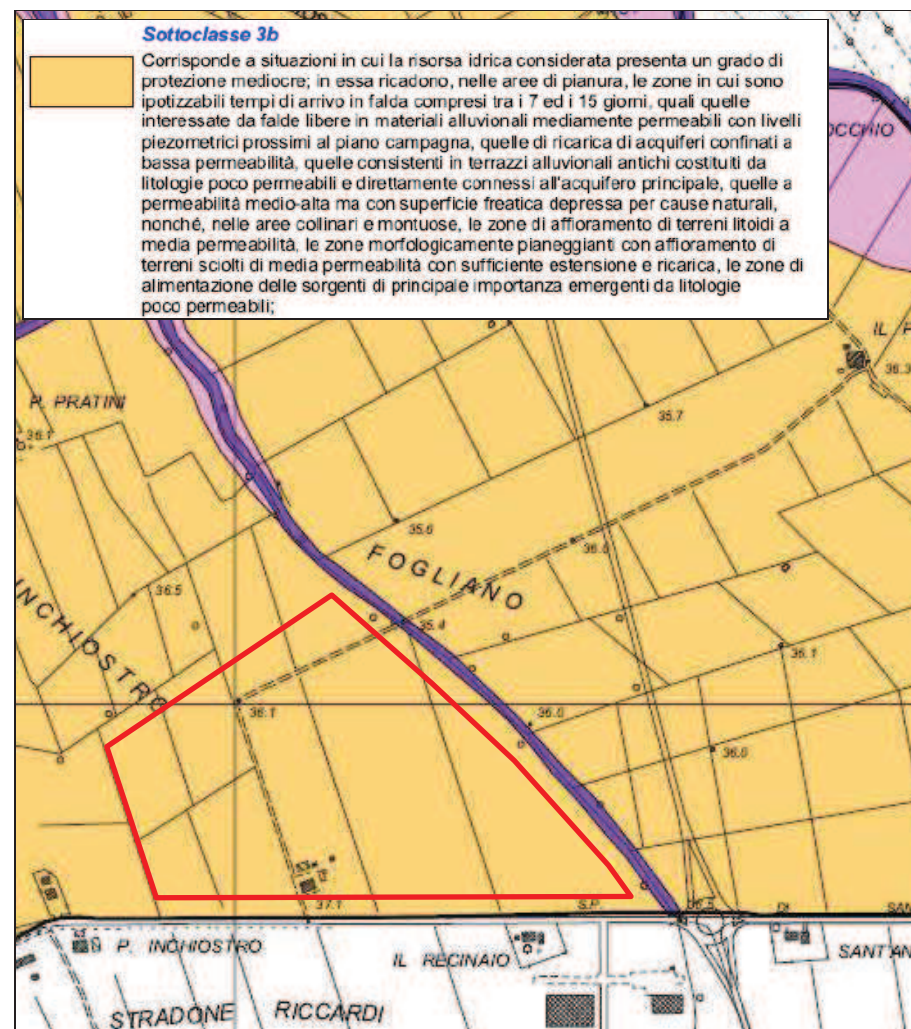 Sottoclasse 3b
Corrisponde a situazioni in cui la risorsa idrica considerata presenta un grado di
protezione mediocre; in essa ricadono, nelle aree di pianura, le zone in cui sono
ipotizzabili tempi di arrivo in falda compresi tra i 7 ed i 15 giorni, quali quelle
interessate da falde libere in materiali alluvionali mediamente permeabili con livelli
piezometrici prossimi al piano campagna, quelle di ricarica di acquiferi confinati a
bassa permeabilità, quelle consistenti in terrazzi alluvionali antichi costituiti da
litologie poco permeabili e direttamente connessi all'acquifero principale, quelle a
permeabilità medio-alta ma con superficie freatica depressa per cause naturali,
nonché, nelle aree collinari e montuose, le zone di affioramento di terreni litoidi a
media permeabilità, le zone morfologicamente pianeggianti con affioramento di
terreni sciolti di media permeabilità con sufficiente estensione e ricarica, le zone di
alimentazione delle sorgenti di principale importanza emergenti da litologie
poco permeabili;
OCCHIO
IL P
36.3
P. PRATINI
36.1
35.7
35.6
FOGLIANO
36.5
35.4
INCHIOSTRO
36.1
36.1
36.0
36.0
37.1
S.P.
36.5
DI
SAN
P. INCHIOSTRO
IL RECINAIO
SANT'AN
STRADONE RICCARDI